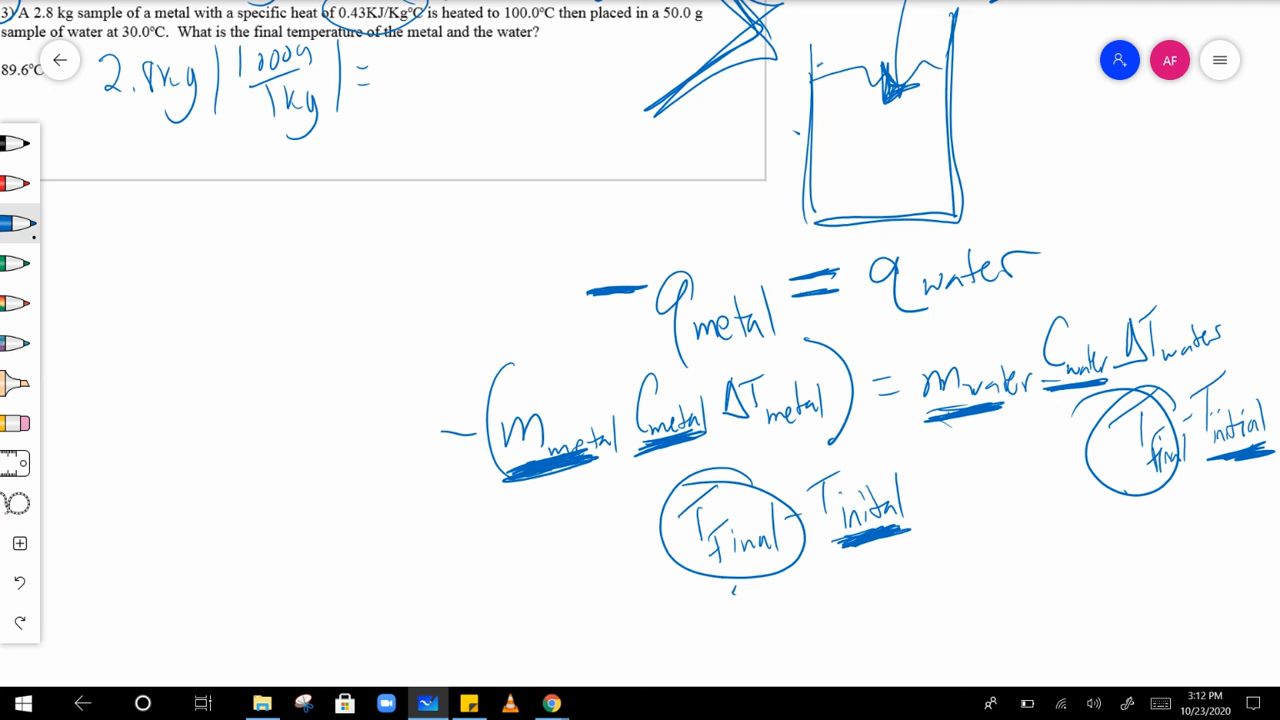 3) A 2.8 kg sample of a metal with a specific heat of 0.43KJ/Kg°C is heated to 100.0°C then placed in a 50.0 g
sample of water at 30.0°C. What is the final temperature of the metal and the water?
89.6°C
2.8kg | 1000g / 1kg | =
AF
- q metal = q water
- (m metal C metal ΔT metal) = m water C water ΔT water
T final - T initial
T Final - T inital
3:12 PM
10/23/2020